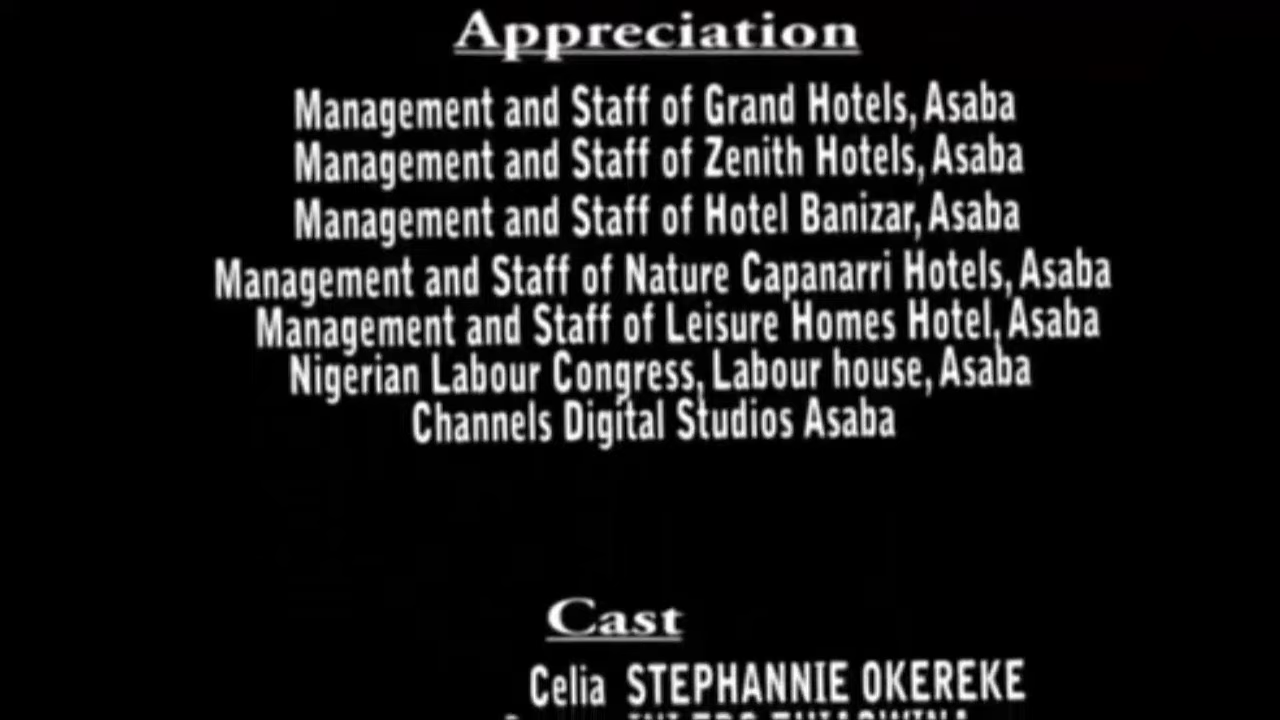 Appreciation
Management and Staff of Grand Hotels, Asaba
Management and Staff of Zenith Hotels, Asaba
Management and Staff of Hotel Banizar, Asaba
Management and Staff of Nature Capanarri Hotels, Asaba
Management and Staff of Leisure Homes Hotel, Asaba
Nigerian Labour Congress, Labour house, Asaba
Channels Digital Studios Asaba
Cast
Celia STEPHANNIE OKEREKE